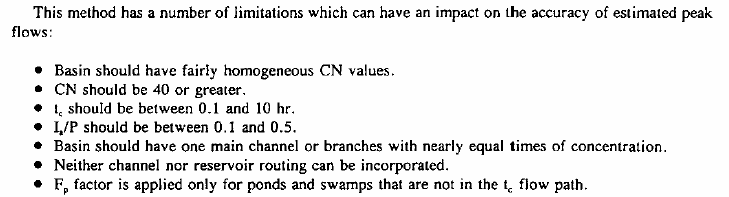 This method has a number of limitations which can have an impact on the accuracy of estimated peak
flows:
• Basin should have fairly homogeneous CN values.
• CN should be 40 or greater.
• t_c should be between 0.1 and 10 hr.
• I_a/P should be between 0.1 and 0.5.
• Basin should have one main channel or branches with nearly equal times of concentration.
• Neither channel nor reservoir routing can be incorporated.
• F_p factor is applied only for ponds and swamps that are not in the t_c flow path.